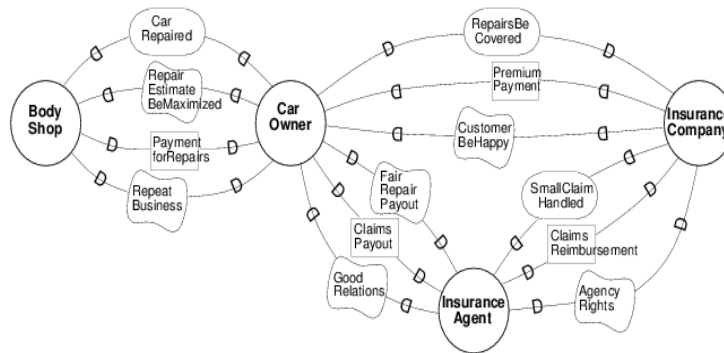 Car
Repaired
RepairsBe
Covered
Repair
Estimate
BeMaximized
Premium
Payment
Body
Shop
Car
Owner
Insurance
Company
Payment
forRepairs
Customer
BeHappy
Repeat
Business
Fair
Repair
Payout
SmallClaim
Handled
Claims
Payout
Claims
Reimbursement
Good
Relations
Insurance
Agent
Agency
Rights